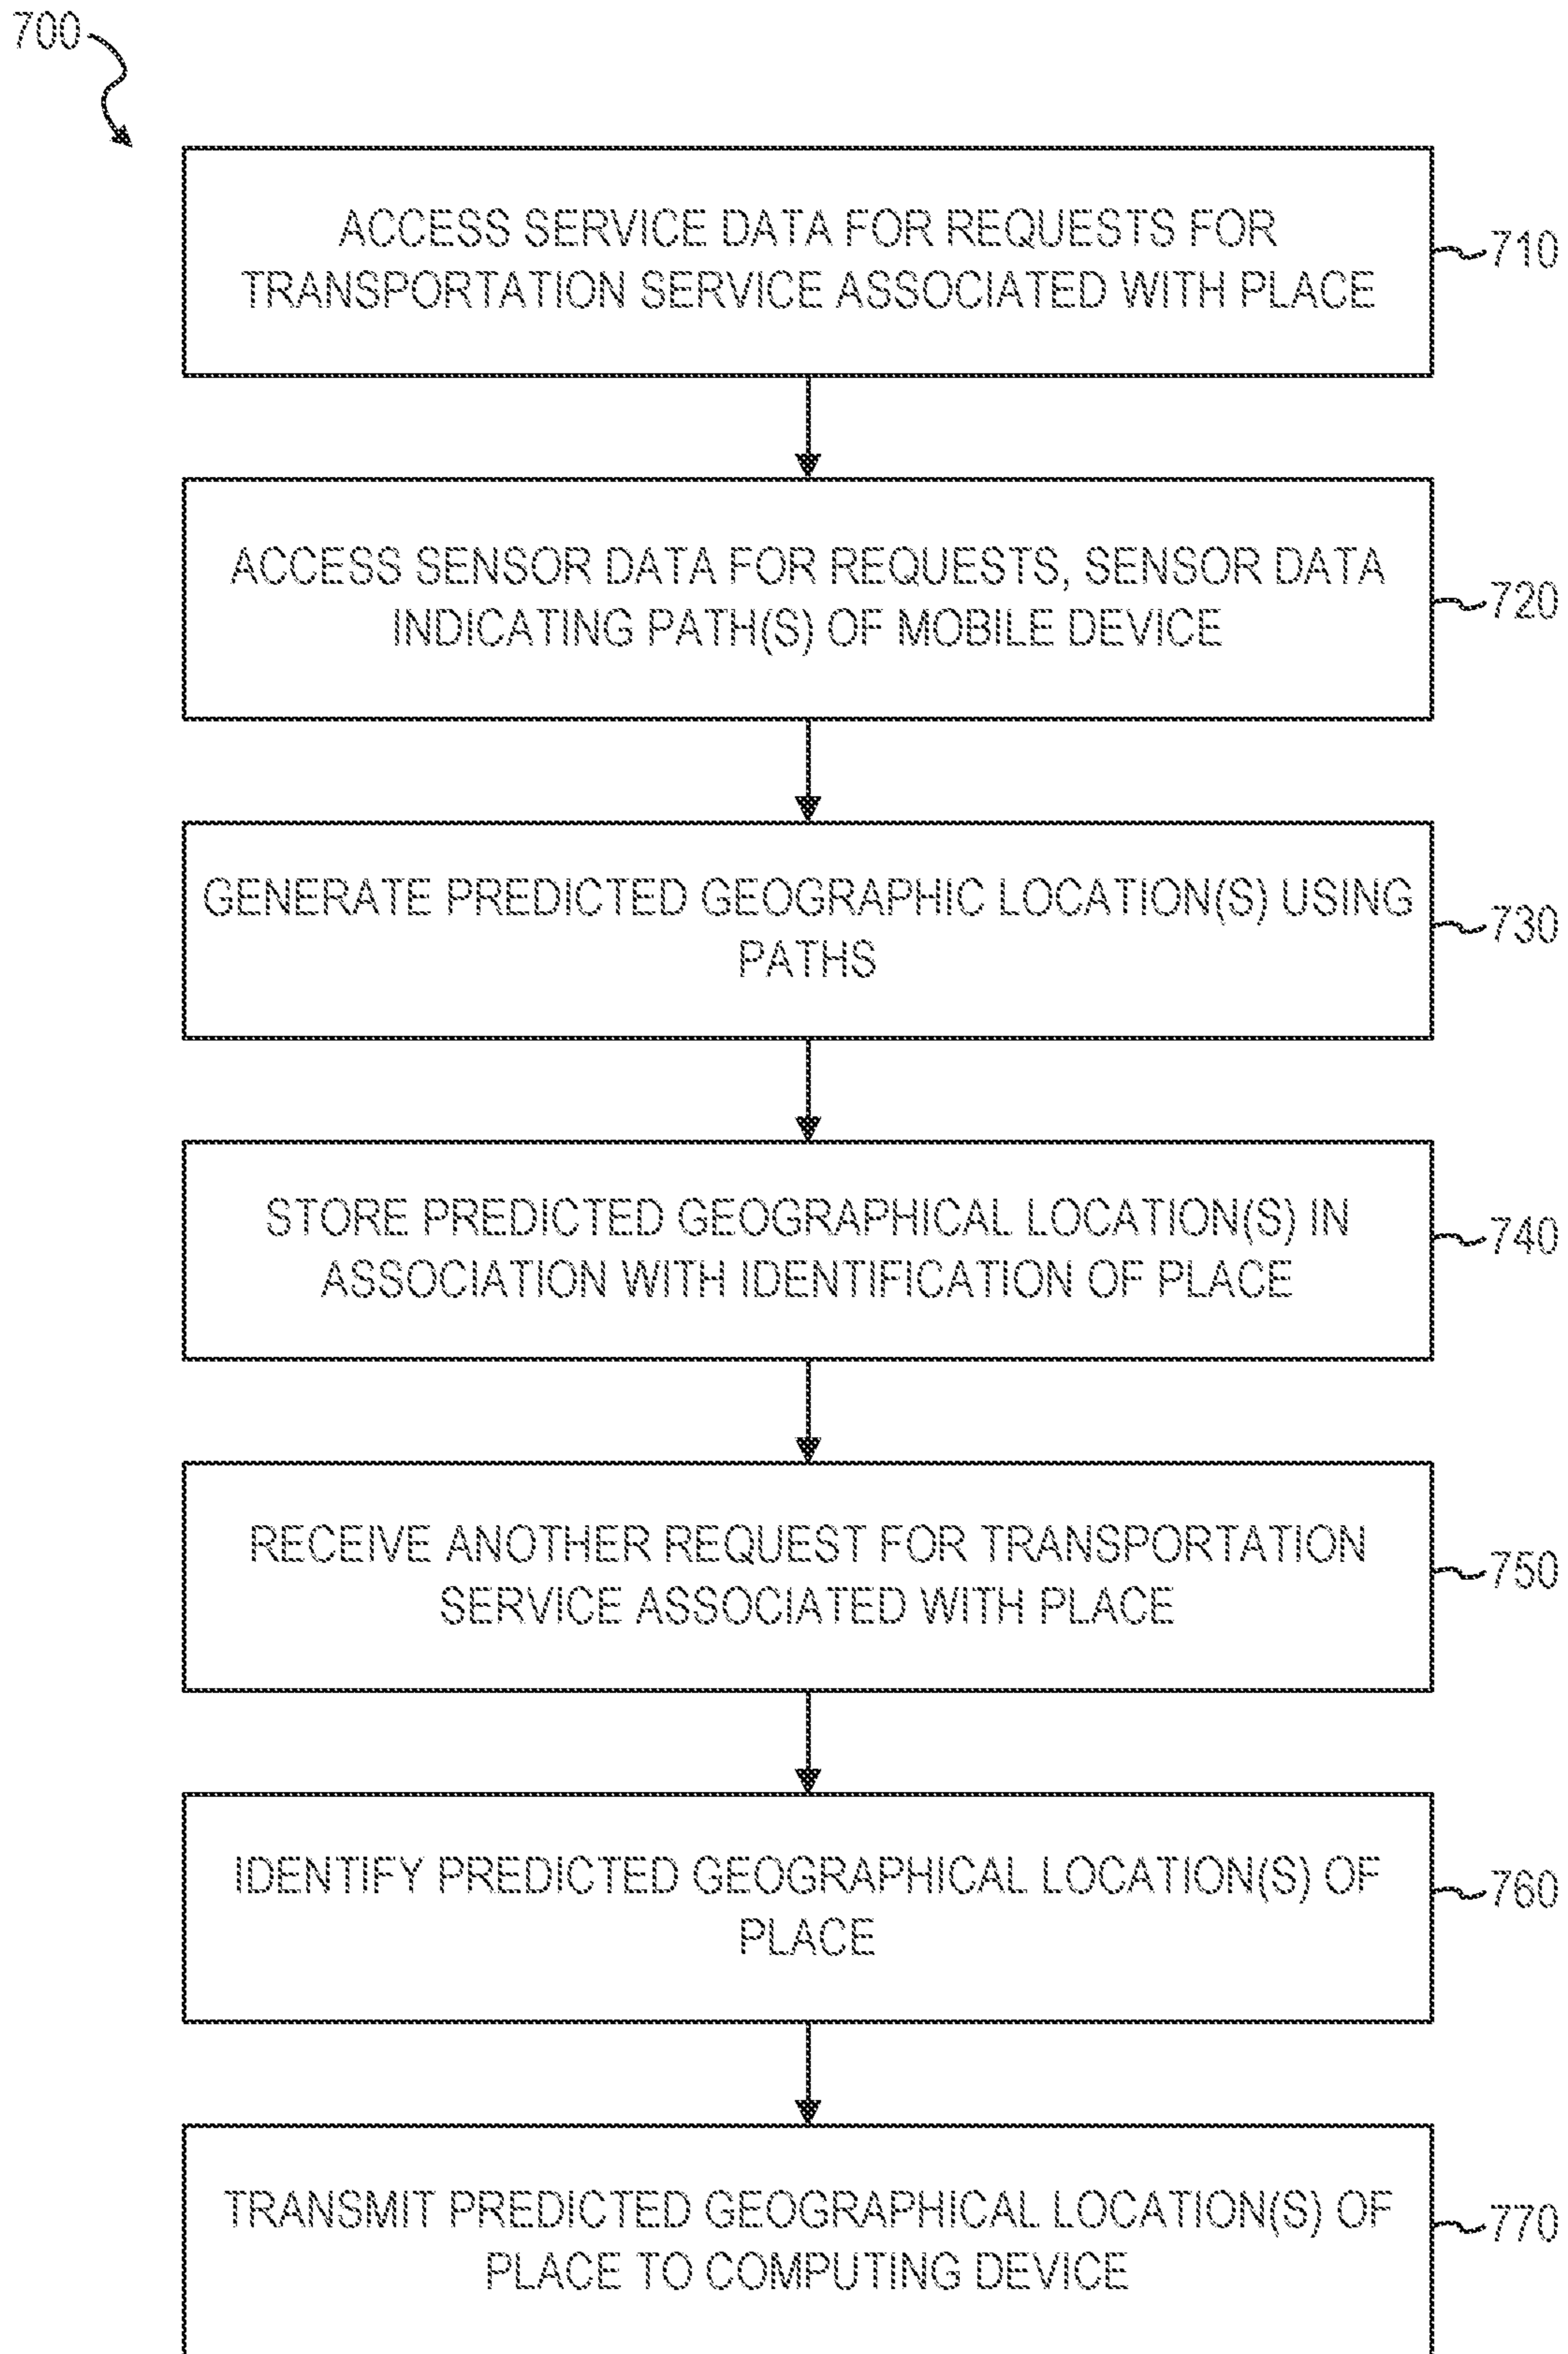 700
ACCESS SERVICE DATA FOR REQUESTS FOR
TRANSPORTATION SERVICE ASSOCIATED WITH PLACE
710
ACCESS SENSOR DATA FOR REQUESTS, SENSOR DATA
INDICATING PATH(S) OF MOBILE DEVICE
720
GENERATE PREDICTED GEOGRAPHIC LOCATION(S) USING
PATHS
730
STORE PREDICTED GEOGRAPHICAL LOCATION(S) IN
ASSOCIATION WITH IDENTIFICATION OF PLACE
740
RECEIVE ANOTHER REQUEST FOR TRANSPORTATION
SERVICE ASSOCIATED WITH PLACE
750
IDENTIFY PREDICTED GEOGRAPHICAL LOCATION(S) OF
PLACE
760
TRANSMIT PREDICTED GEOGRAPHICAL LOCATION(S) OF
PLACE TO COMPUTING DEVICE
770